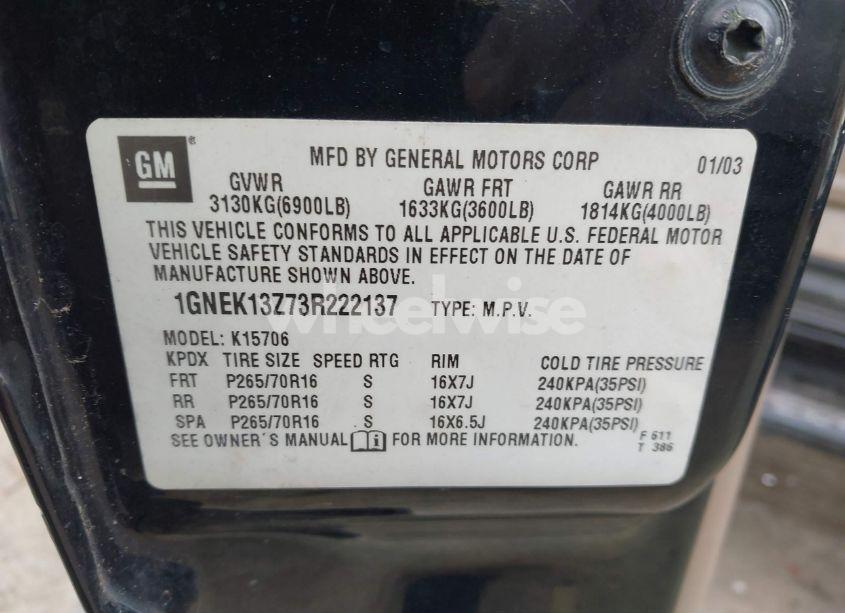 GM
MFD BY GENERAL MOTORS CORP 01/03
GVWR GAWR FRT GAWR RR
3130KG(6900LB) 1633KG(3600LB) 1814KG(4000LB)
THIS VEHICLE CONFORMS TO ALL APPLICABLE U.S. FEDERAL MOTOR
VEHICLE SAFETY STANDARDS IN EFFECT ON THE DATE OF
MANUFACTURE SHOWN ABOVE.
1GNEK13Z73R222137 TYPE: M.P.V.
wheelwise
MODEL: K15706
KPDX TIRE SIZE SPEED RTG RIM COLD TIRE PRESSURE
FRT P265/70R16 S 16X7J 240KPA(35PSI)
RR P265/70R16 S 16X7J 240KPA(35PSI)
SPA P265/70R16 S 16X6.5J 240KPA(35PSI)
SEE OWNER'S MANUAL FOR MORE INFORMATION.
F 611
T 386